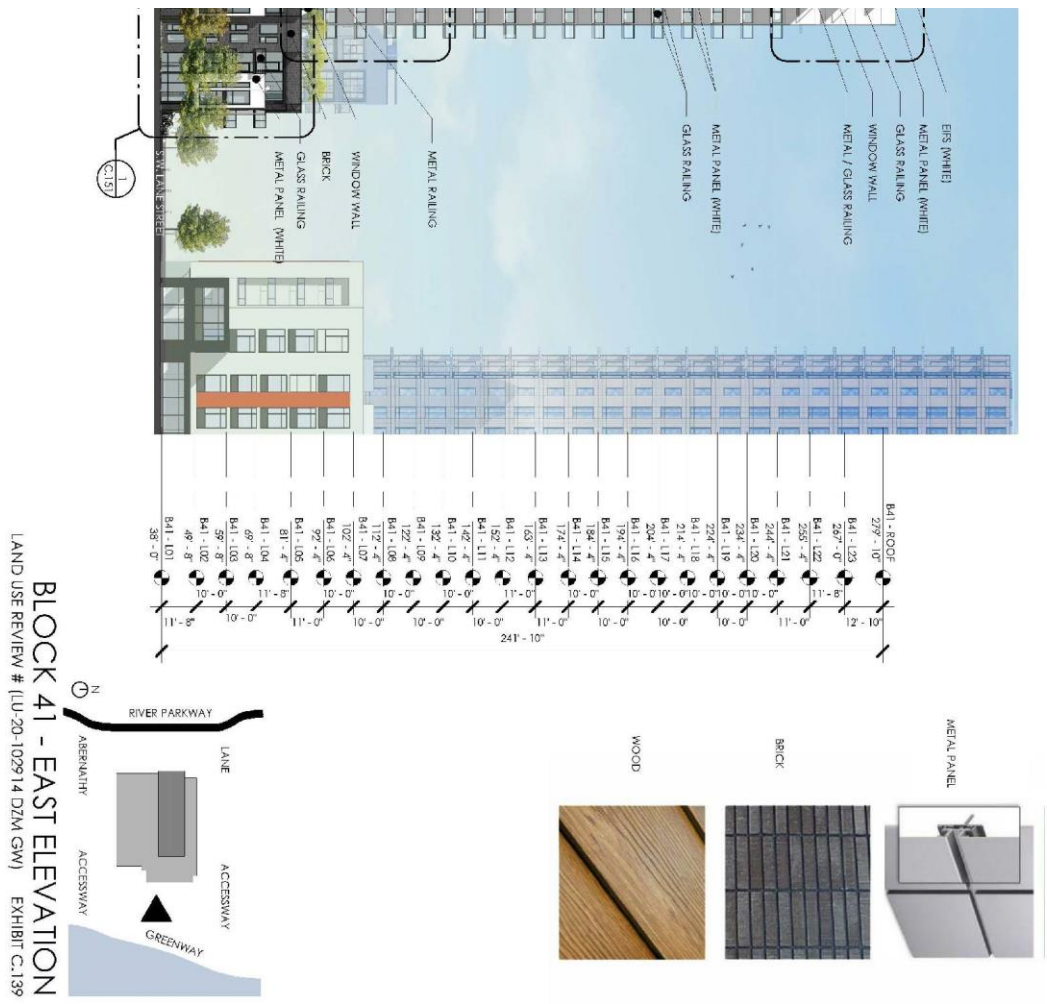 EIFS (WHITE)
METAL PANEL (WHITE)
GLASS RAILING
WINDOW WALL
METAL / GLASS RAILING
METAL PANEL (WHITE)
GLASS RAILING
METAL RAILING
WINDOW WALL
BRICK
GLASS RAILING
METAL PANEL (WHITE)
S.W. LANE STREET
1
C.151
B41 - ROOF
279' - 10"
B41 - L23
267' - 0"
B41 - L22
255' - 4"
B41 - L21
244' - 4"
B41 - L20
234' - 4"
B41 - L19
224' - 4"
B41 - L18
214' - 4"
B41 - L17
204' - 4"
B41 - L16
194' - 4"
B41 - L15
184' - 4"
B41 - L14
174' - 4"
B41 - L13
163' - 4"
B41 - L12
152' - 4"
B41 - L11
142' - 4"
B41 - L10
132' - 4"
B41 - L09
122' - 4"
B41 - L08
112' - 4"
B41 - L07
102' - 4"
B41 - L06
92' - 4"
B41 - L05
81' - 4"
B41 - L04
69' - 8"
B41 - L03
59' - 8"
B41 - L02
49' - 8"
B41 - L01
38' - 0"
12' - 10"
11' - 8"
11' - 0"
10' - 0"
10' - 0"
10' - 0"
10' - 0"
10' - 0"
10' - 0"
10' - 0"
10' - 0"
11' - 0"
11' - 0"
10' - 0"
10' - 0"
10' - 0"
10' - 0"
10' - 0"
10' - 0"
11' - 0"
11' - 8"
10' - 0"
10' - 0"
11' - 8"
241' - 10"
METAL PANEL
BRICK
WOOD
N
RIVER PARKWAY
LANE
ABERNATHY
ACCESSWAY
ACCESSWAY
GREENWAY
BLOCK 41 - EAST ELEVATION
LAND USE REVIEW # (LU-20-102914 DZM GW) EXHIBIT C.139